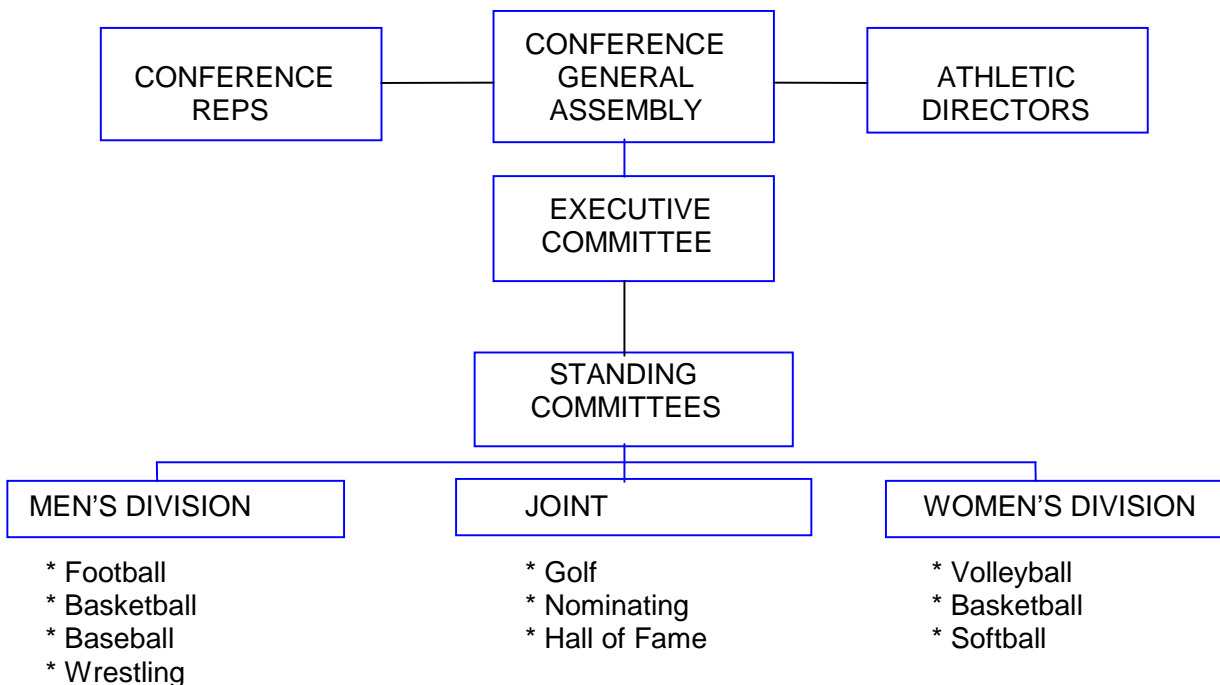 CONFERENCE
REPS
CONFERENCE
GENERAL
ASSEMBLY
ATHLETIC
DIRECTORS
EXECUTIVE
COMMITTEE
STANDING
COMMITTEES
MEN’S DIVISION
* Football
* Basketball
* Baseball
* Wrestling
JOINT
* Golf
* Nominating
* Hall of Fame
WOMEN’S DIVISION
* Volleyball
* Basketball
* Softball